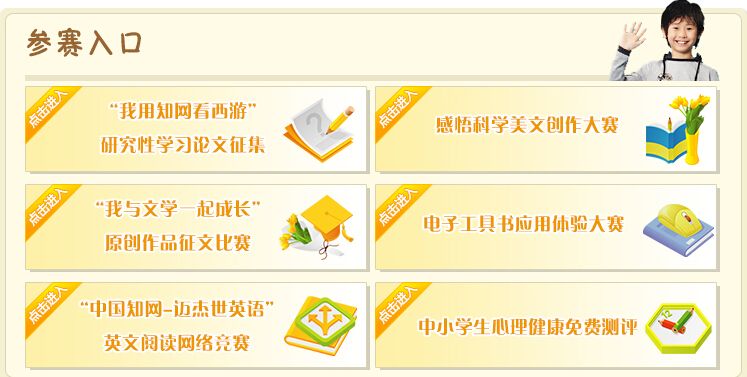 参赛入口
点击进入
“我用知网看西游”
研究性学习论文征集
?
点击进入
感悟科学美文创作大赛
点击进入
“我与文学一起成长”
原创作品征文比赛
点击进入
电子工具书应用体验大赛
点击进入
“中国知网-迈杰世英语”
英文阅读网络竞赛
点击进入
中小学生心理健康免费测评
12